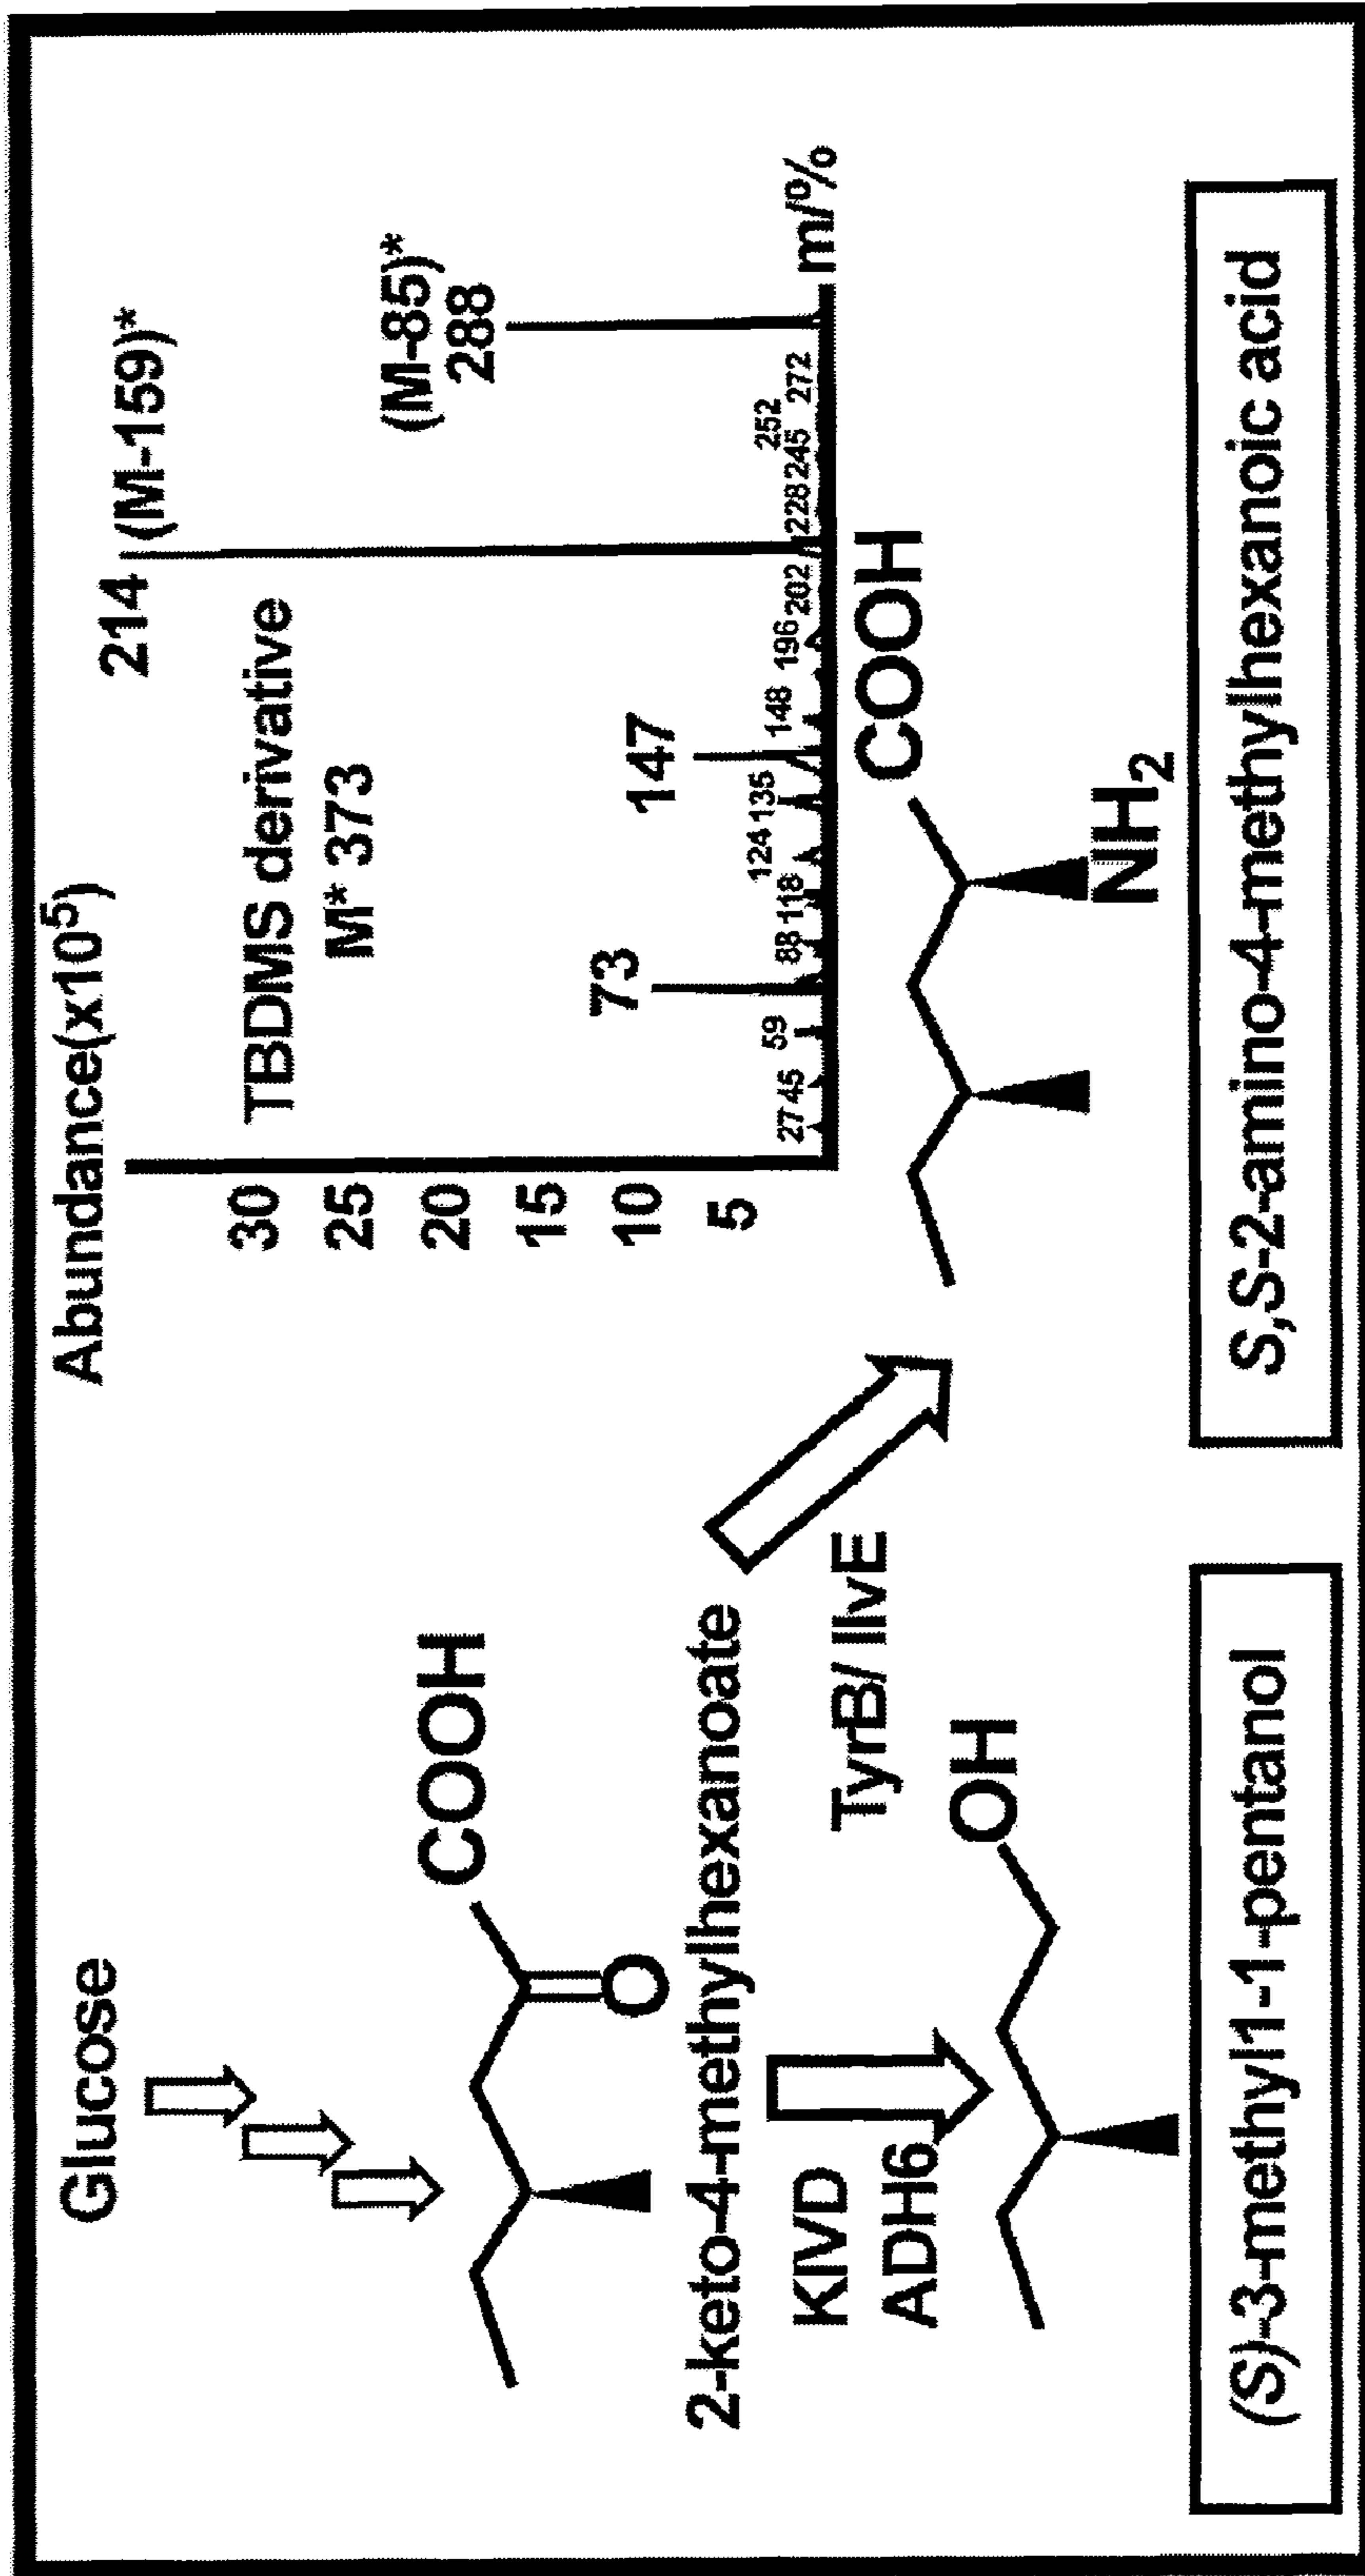 Glucose
COOH
O
2-keto-4-methylhexanoate
KIVD
ADH6
TyrB/ IlvE
OH
(S)-3-methyl1-1-pentanol
Abundance(x10⁵)
30
25
20
15
10
5
TBDMS derivative
M* 373
214 (M-159)*
(M-85)*
288
73
147
27 45 59 88 118 124 135 148 196 202 228 245 252 272
m/%
COOH
NH₂
S,S-2-amino-4-methylhexanoic acid